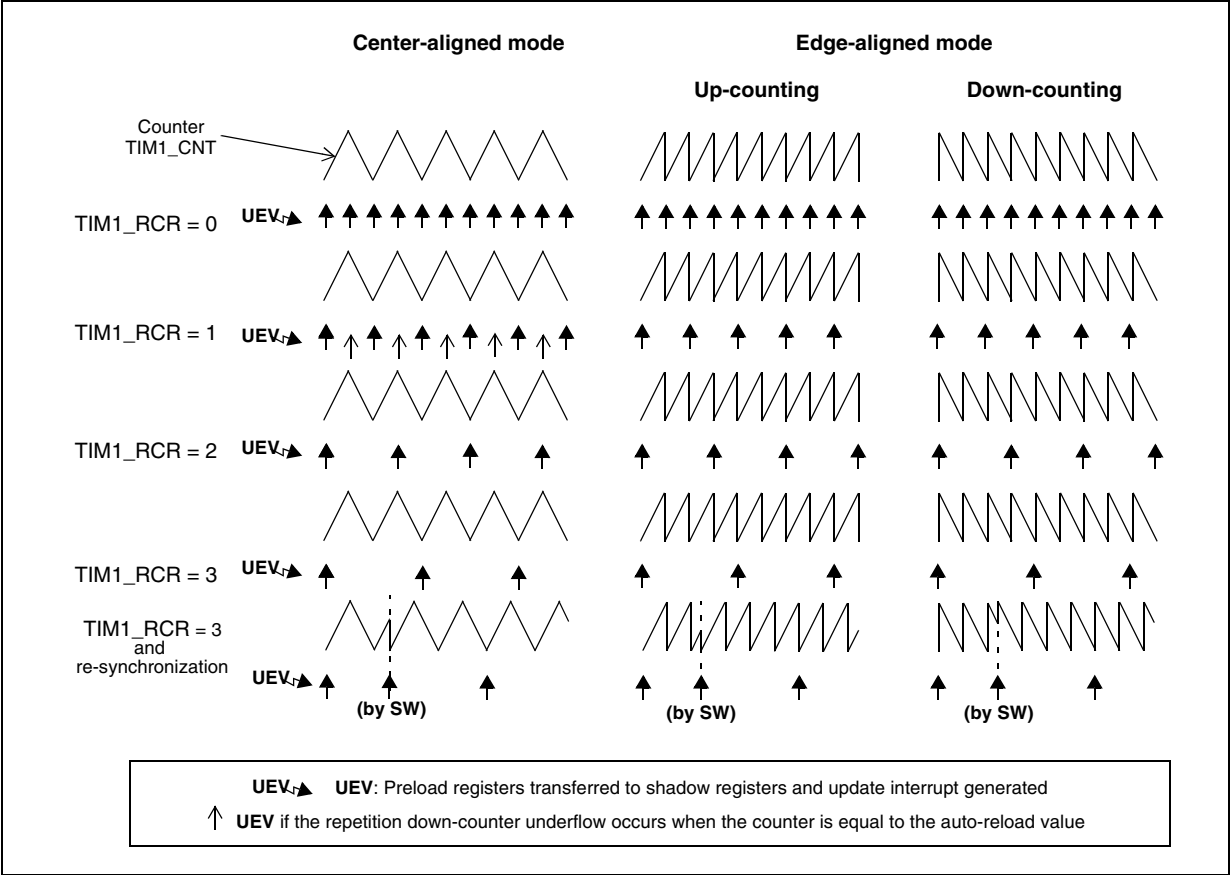 Center-aligned mode
Edge-aligned mode
Up-counting
Down-counting
Counter
TIM1_CNT
TIM1_RCR = 0
UEV
TIM1_RCR = 1
UEV
TIM1_RCR = 2
UEV
TIM1_RCR = 3
UEV
TIM1_RCR = 3
and
re-synchronization
UEV
(by SW)
(by SW)
(by SW)
UEV UEV: Preload registers transferred to shadow registers and update interrupt generated
UEV if the repetition down-counter underflow occurs when the counter is equal to the auto-reload value